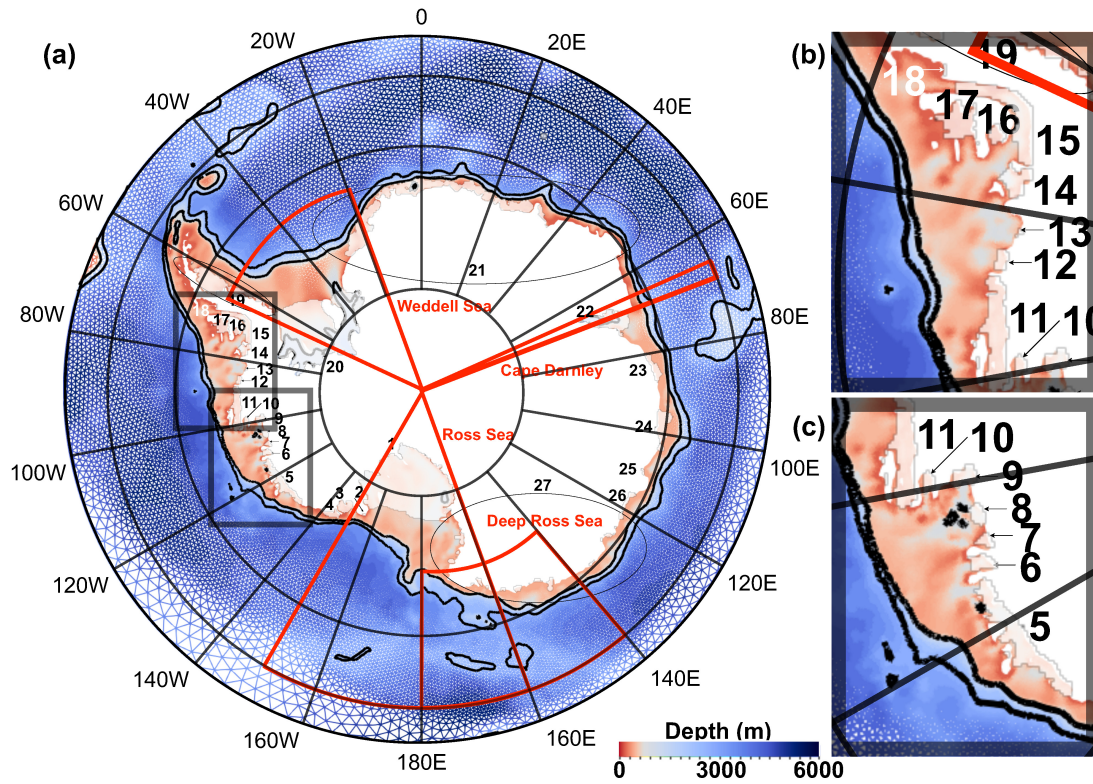 (a)
0
20E
40E
60E
80E
100E
120E
140E
160E
180E
160W
140W
120W
100W
80W
60W
40W
20W
21
22
Weddell Sea
19
18
17
16
15
14
13
12
20
Cape Darnley
23
11
10
9
8
7
6
5
Ross Sea
1
24
25
26
27
3
2
4
Deep Ross Sea
Depth (m)
0 3000 6000
(b)
19
18
17
16
15
14
13
12
11
10
(c)
11
10
9
8
7
6
5